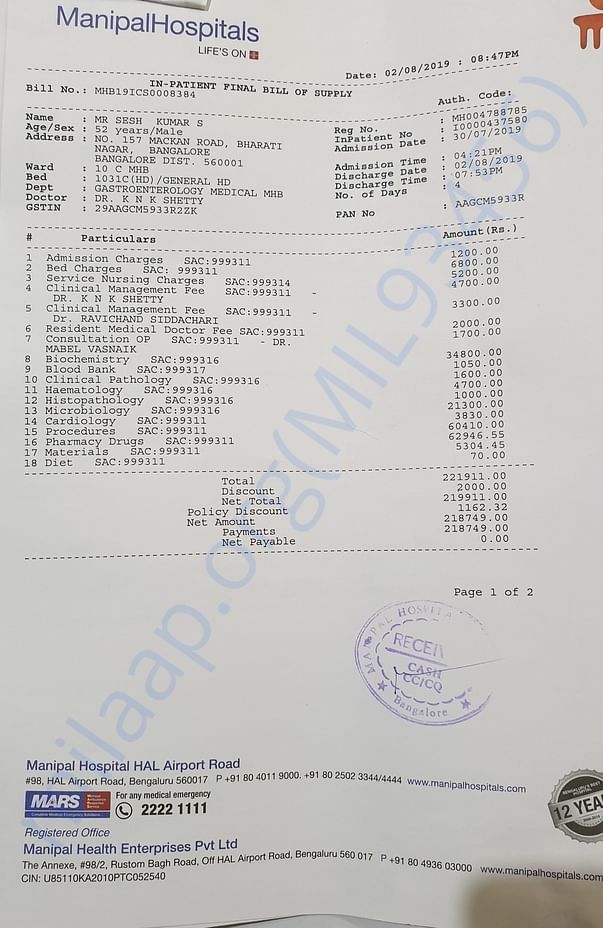 ManipalHospitals
LIFE'S ON
Date: 02/08/2019 : 08:47PM
IN-PATIENT FINAL BILL OF SUPPLY
Bill No.: MHB19ICS0008384
Auth. Code:
Name : MR SESH KUMAR S
Age/Sex : 52 years/Male
Address : NO. 157 MACKAN ROAD, BHARATI
NAGAR, BANGALORE
BANGALORE DIST. 560001
Ward : 10 C MHB
Bed : 1031C(HD)/GENERAL HD
Dept : GASTROENTEROLOGY MEDICAL MHB
Doctor : DR. K N K SHETTY
GSTIN : 29AAGCM5933R2ZK
Reg No. : MH004788785
InPatient No : I0000437580
Admission Date : 30/07/2019
Admission Time : 04:21PM
Discharge Date : 02/08/2019
Discharge Time : 07:53PM
No. of Days : 4
PAN No : AAGCM5933R
# Particulars Amount(Rs.)
1 Admission Charges SAC:999311 1200.00
2 Bed Charges SAC: 999311 6800.00
3 Service Nursing Charges SAC:999314 5200.00
4 Clinical Management Fee SAC:999311 - 4700.00
DR. K N K SHETTY
5 Clinical Management Fee SAC:999311 - 3300.00
Dr. RAVICHAND SIDDACHARI
6 Resident Medical Doctor Fee SAC:999311 2000.00
7 Consultation OP SAC:999311 - DR. 1700.00
MABEL VASNAIK
8 Biochemistry SAC:999316 34800.00
9 Blood Bank SAC:999317 1050.00
10 Clinical Pathology SAC:999316 1600.00
11 Haematology SAC:999316 4700.00
12 Histopathology SAC:999316 1000.00
13 Microbiology SAC:999316 21300.00
14 Cardiology SAC:999311 3830.00
15 Procedures SAC:999311 60410.00
16 Pharmacy Drugs SAC:999311 62946.55
17 Materials SAC:999311 5304.45
18 Diet SAC:999311 70.00
Total 221911.00
Discount 2000.00
Net Total 219911.00
Policy Discount 1162.32
Net Amount 218749.00
Payments 218749.00
Net Payable 0.00
Page 1 of 2
MANIPAL HOSPITA
RECEI
CASH
CC/CQ
Bangalore
milaap.org(MIL93456)
Manipal Hospital HAL Airport Road
#98, HAL Airport Road, Bengaluru 560017 P +91 80 4011 9000. +91 80 2502 3344/4444 www.manipalhospitals.com
MARS
For any medical emergency
2222 1111
12 YEA
Registered Office
Manipal Health Enterprises Pvt Ltd
The Annexe, #98/2, Rustom Bagh Road, Off HAL Airport Road, Bengaluru 560 017 P +91 80 4936 03000 www.manipalhospitals.com
CIN: U85110KA2010PTC052540